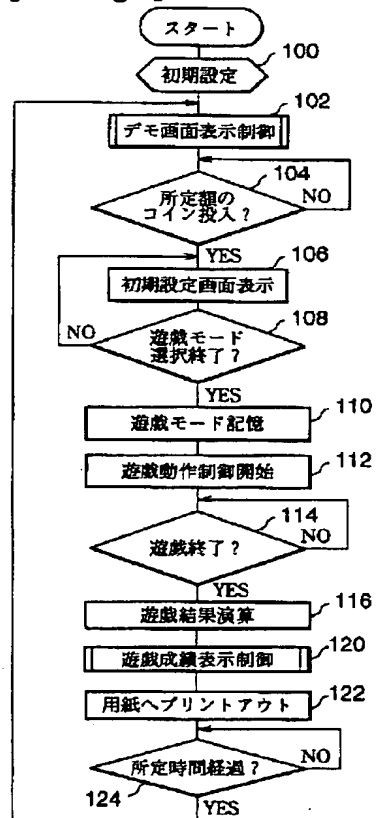 スタート
100
初期設定
102
デモ画面表示制御
104
所定額の
コイン投入?
NO
YES
106
初期設定画面表示
108
NO
遊戯モード
選択終了?
YES
110
遊戯モード記憶
112
遊戯動作制御開始
114
遊戯終了?
NO
YES
116
遊戯結果演算
120
遊戯成績表示制御
122
用紙へプリントアウト
所定時間経過?
NO
124
YES